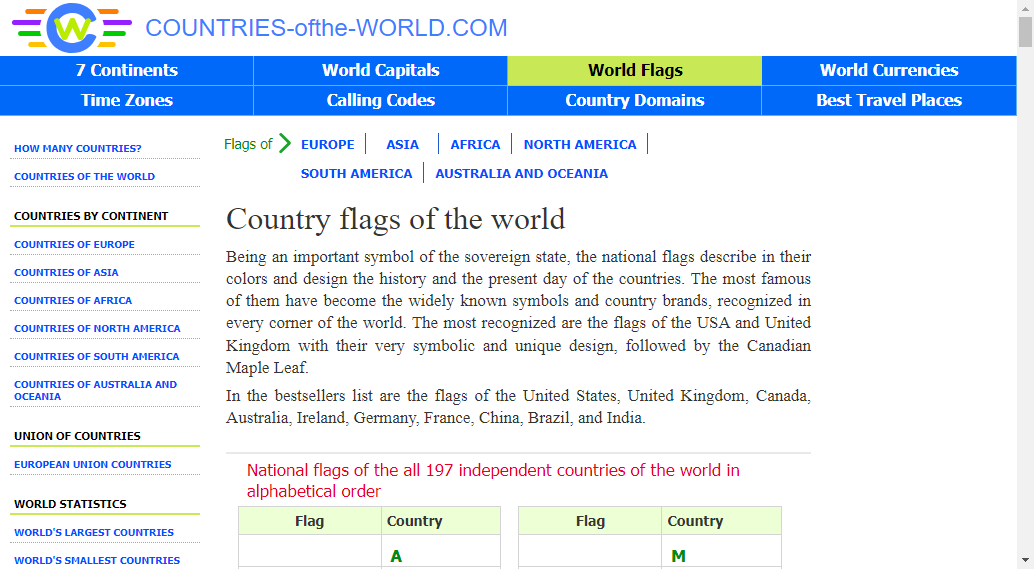 COUNTRIES-ofthe-WORLD.COM
7 Continents
World Capitals
World Flags
World Currencies
Time Zones
Calling Codes
Country Domains
Best Travel Places
HOW MANY COUNTRIES?
COUNTRIES OF THE WORLD
COUNTRIES BY CONTINENT
COUNTRIES OF EUROPE
COUNTRIES OF ASIA
COUNTRIES OF AFRICA
COUNTRIES OF NORTH AMERICA
COUNTRIES OF SOUTH AMERICA
COUNTRIES OF AUSTRALIA AND
OCEANIA
UNION OF COUNTRIES
EUROPEAN UNION COUNTRIES
WORLD STATISTICS
WORLD'S LARGEST COUNTRIES
WORLD'S SMALLEST COUNTRIES
Flags of EUROPE ASIA AFRICA NORTH AMERICA
SOUTH AMERICA AUSTRALIA AND OCEANIA
Country flags of the world
Being an important symbol of the sovereign state, the national flags describe in their
colors and design the history and the present day of the countries. The most famous
of them have become the widely known symbols and country brands, recognized in
every corner of the world. The most recognized are the flags of the USA and United
Kingdom with their very symbolic and unique design, followed by the Canadian
Maple Leaf.
In the bestsellers list are the flags of the United States, United Kingdom, Canada,
Australia, Ireland, Germany, France, China, Brazil, and India.
National flags of the all 197 independent countries of the world in
alphabetical order
Flag Country
A
Flag Country
M